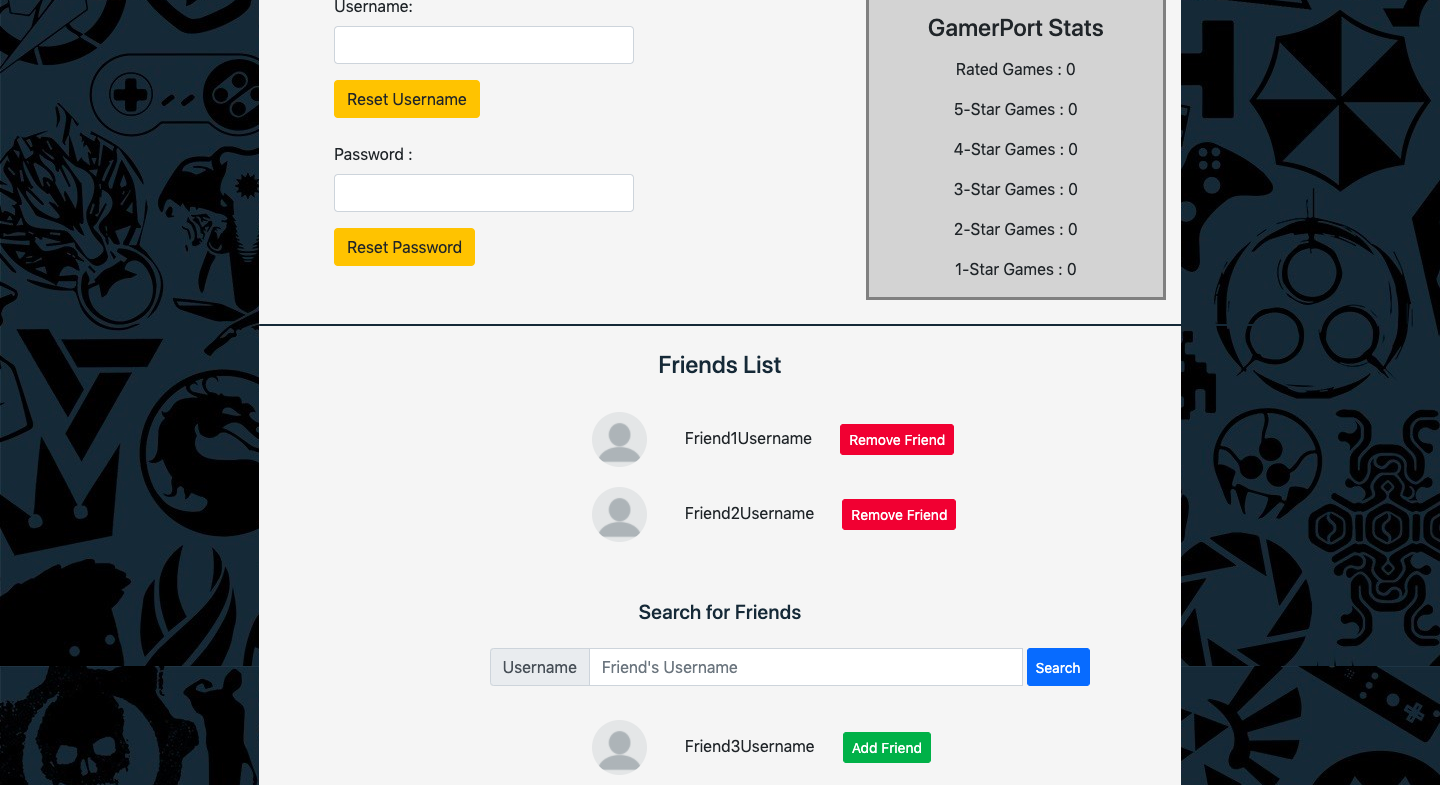 Username:
Reset Username
Password :
Reset Password
GamerPort Stats
Rated Games : 0
5-Star Games : 0
4-Star Games : 0
3-Star Games : 0
2-Star Games : 0
1-Star Games : 0
Friends List
Friend1Username Remove Friend
Friend2Username Remove Friend
Search for Friends
Username Friend's Username Search
Friend3Username Add Friend